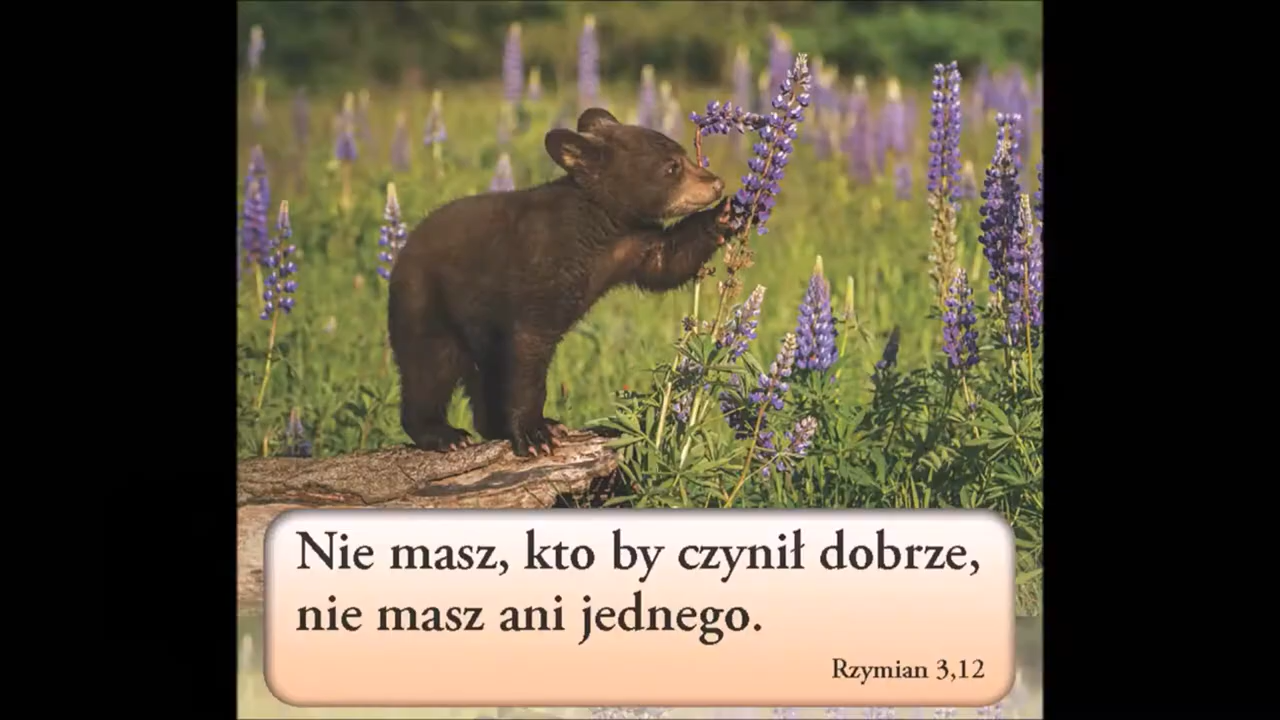 Nie masz, kto by czynił dobrze,
nie masz ani jednego.
Rzymian 3,12